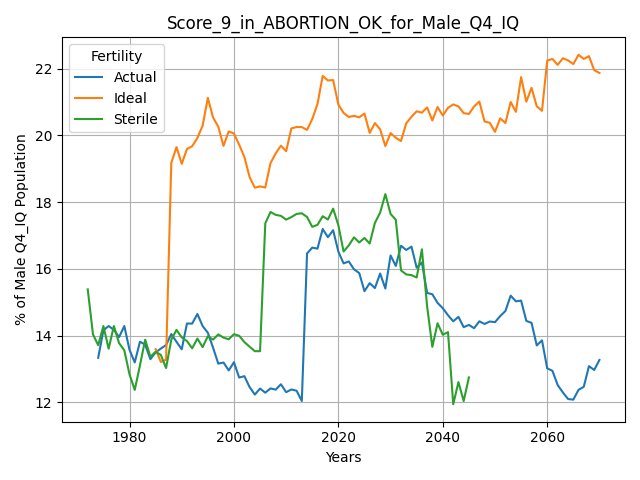 Score_9_in_ABORTION_OK_for_Male_Q4_IQ
Fertility
Actual
Ideal
Sterile
% of Male Q4_IQ Population
22
20
18
16
14
12
1980
2000
2020
2040
2060
Years